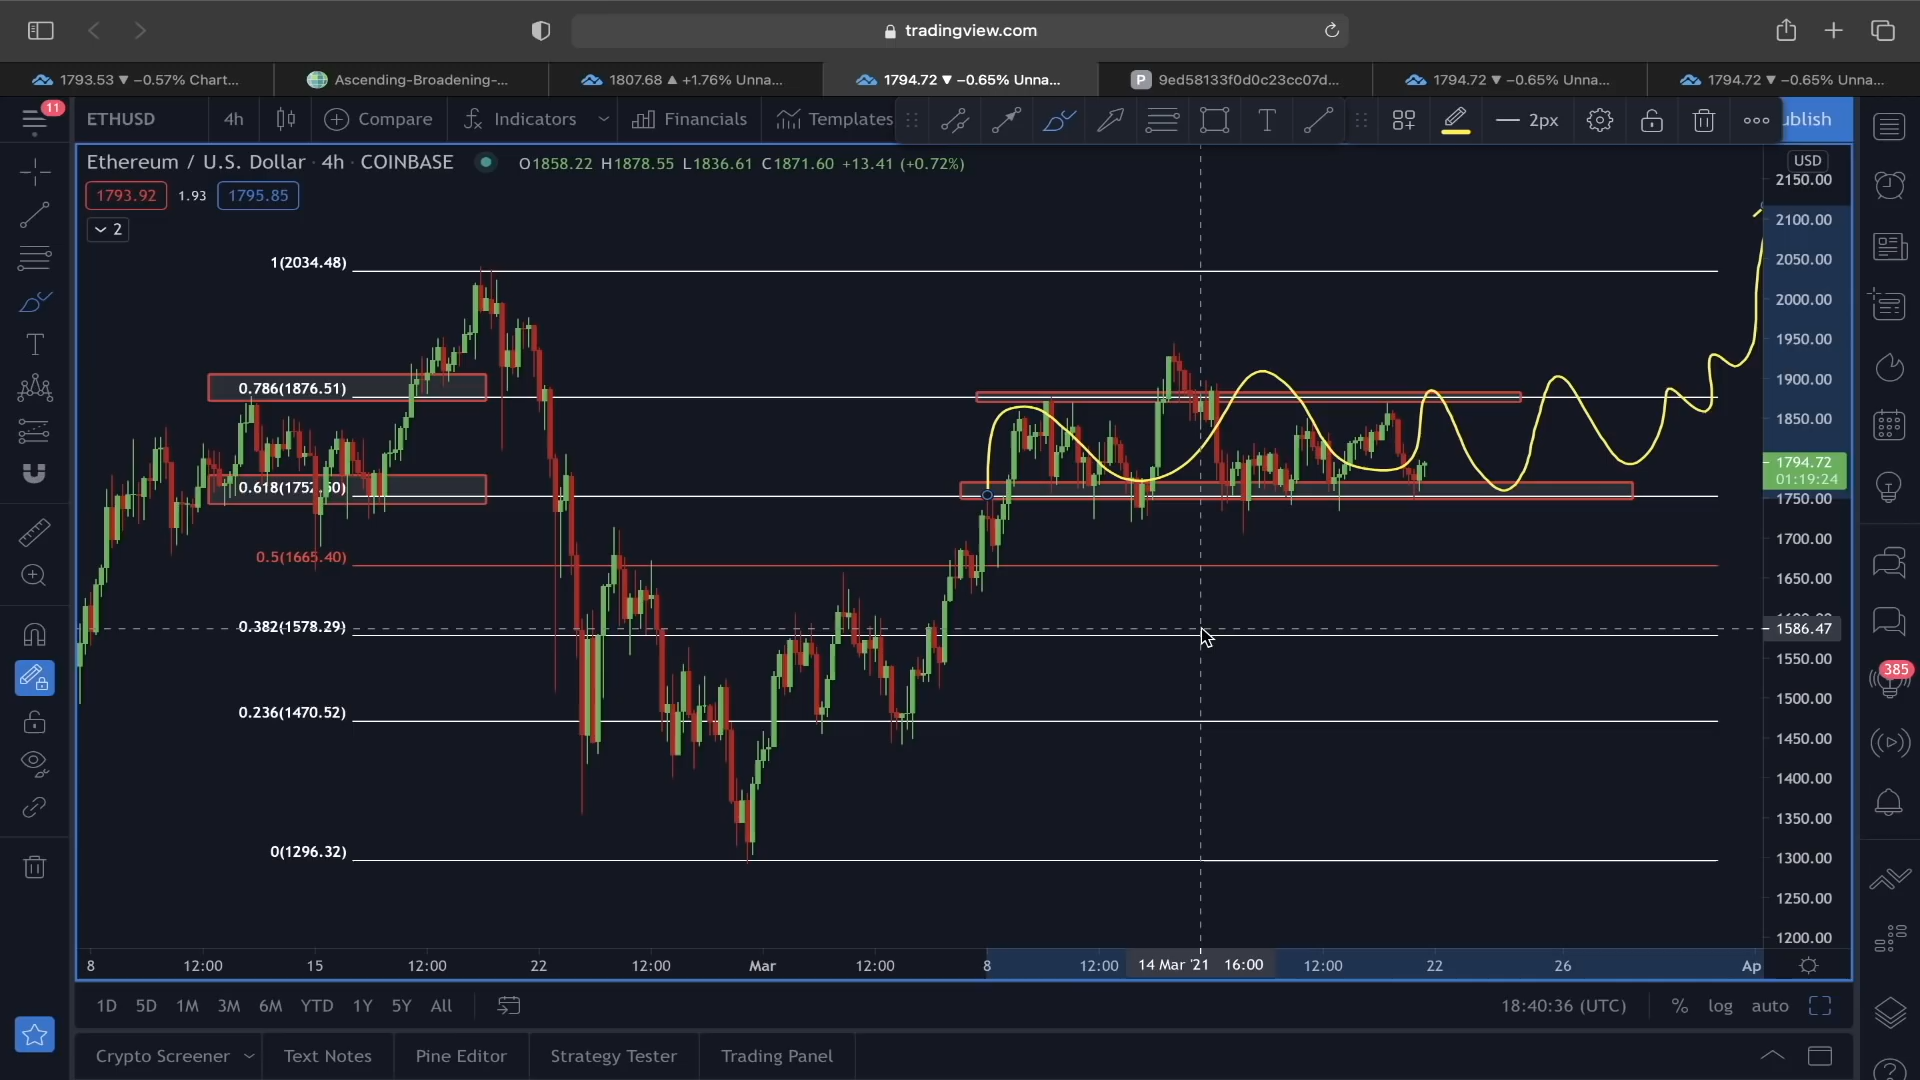 tradingview.com
1793.53 ▼ −0.57% Chart...
Ascending-Broadening-...
1807.68 ▲ +1.76% Unna...
1794.72 ▼ −0.65% Unna...
P 9ed58133f0d0c23cc07d...
1794.72 ▼ −0.65% Unna...
1794.72 ▼ −0.65% Unna...
11
ETHUSD 4h Compare Indicators Financials Templates T 2px ublish
Ethereum / U.S. Dollar · 4h · COINBASE O1858.22 H1878.55 L1836.61 C1871.60 +13.41 (+0.72%)
USD
1793.92 1.93 1795.85
2
2150.00
2100.00
2050.00
2000.00
1950.00
1900.00
1850.00
1794.72
01:19:24
1750.00
1700.00
1650.00
1586.47
1550.00
1500.00
1450.00
1400.00
1350.00
1300.00
1250.00
1200.00
1(2034.48)
0.786(1876.51)
0.618(1752.50)
0.5(1665.40)
0.382(1578.29)
0.236(1470.52)
0(1296.32)
385
8 12:00 15 12:00 22 12:00 Mar 12:00 8 12:00 14 Mar '21 16:00 12:00 22 26 Ap
1D 5D 1M 3M 6M YTD 1Y 5Y All 18:40:36 (UTC) % log auto
Crypto Screener Text Notes Pine Editor Strategy Tester Trading Panel